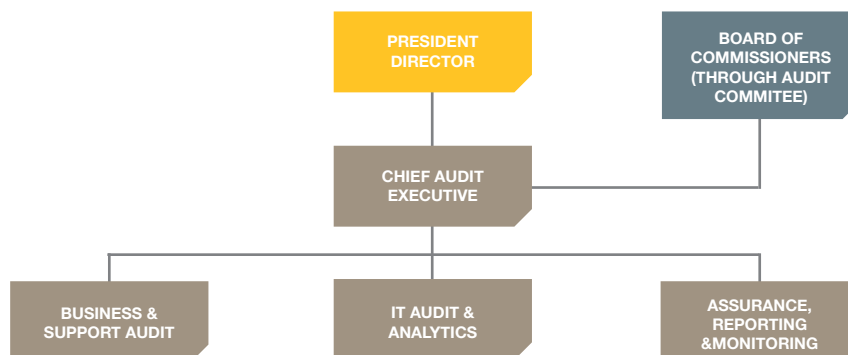 PRESIDENT
DIRECTOR
BOARD OF
COMMISSIONERS
(THROUGH AUDIT
COMMITEE)
CHIEF AUDIT
EXECUTIVE
BUSINESS &
SUPPORT AUDIT
IT AUDIT &
ANALYTICS
ASSURANCE,
REPORTING
&MONITORING